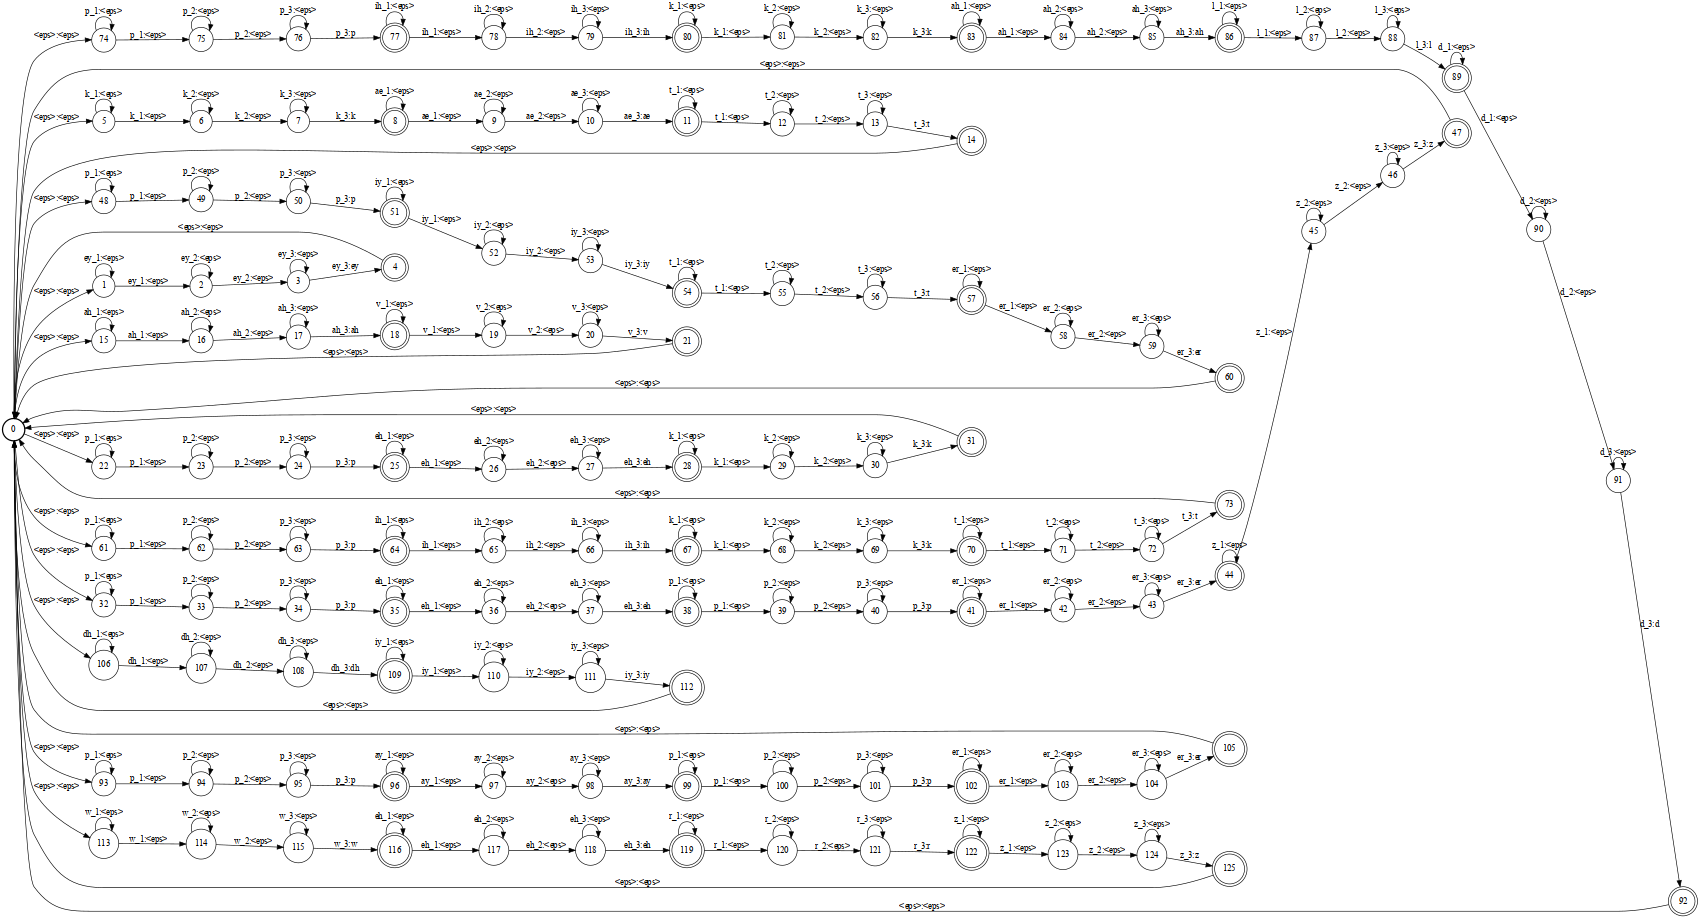 p_1:<eps> p_2:<eps> p_3:<eps> ih_1:<eps> ih_2:<eps> ih_3:<eps> k_1:<eps> k_2:<eps> k_3:<eps> ah_1:<eps> ah_2:<eps> ah_3:<eps> l_1:<eps> l_2:<eps> l_3:<eps>
<eps>:<eps> 74 p_1:<eps> 75 p_2:<eps> 76 p_3:p 77 ih_1:<eps> 78 ih_2:<eps> 79 ih_3:ih 80 k_1:<eps> 81 k_2:<eps> 82 k_3:k 83 ah_1:<eps> 84 ah_2:<eps> 85 ah_3:ah 86 l_1:<eps> 87 l_2:<eps> 88 l_3:l d_1:<eps>
<eps>:<eps> 89
k_1:<eps> k_2:<eps> k_3:<eps> ae_1:<eps> ae_2:<eps> ae_3:<eps> t_1:<eps> t_2:<eps> t_3:<eps>
<eps>:<eps> 5 k_1:<eps> 6 k_2:<eps> 7 k_3:k 8 ae_1:<eps> 9 ae_2:<eps> 10 ae_3:ae 11 t_1:<eps> 12 t_2:<eps> 13 t_3:t 14 47 d_1:<eps>
<eps>:<eps> z_3:<eps> z_3:z
p_1:<eps> p_2:<eps> p_3:<eps> iy_1:<eps> 46
<eps>:<eps> 48 p_1:<eps> 49 p_2:<eps> 50 p_3:p 51 z_2:<eps> z_2:<eps> d_2:<eps>
<eps>:<eps> iy_1:<eps> iy_2:<eps> iy_3:<eps> 45 90
ey_1:<eps> ey_2:<eps> ey_3:<eps> 52 iy_2:<eps> 53 iy_3:iy t_1:<eps> t_2:<eps> t_3:<eps> er_1:<eps> d_2:<eps>
<eps>:<eps> 1 ey_1:<eps> 2 ey_2:<eps> 3 ey_3:ey 4 54 t_1:<eps> 55 t_2:<eps> 56 t_3:t 57 er_1:<eps> er_2:<eps> er_3:<eps>
ah_1:<eps> ah_2:<eps> ah_3:<eps> v_1:<eps> v_2:<eps> v_3:<eps> 58 er_2:<eps> 59 er_3:er z_1:<eps>
<eps>:<eps> 15 ah_1:<eps> 16 ah_2:<eps> 17 ah_3:ah 18 v_1:<eps> 19 v_2:<eps> 20 v_3:v 21
<eps>:<eps> 60
<eps>:<eps>
<eps>:<eps>
0 <eps>:<eps> p_1:<eps> p_2:<eps> p_3:<eps> eh_1:<eps> eh_2:<eps> eh_3:<eps> k_1:<eps> k_2:<eps> k_3:<eps> k_3:k 31
22 p_1:<eps> 23 p_2:<eps> 24 p_3:p 25 eh_1:<eps> 26 eh_2:<eps> 27 eh_3:eh 28 k_1:<eps> 29 k_2:<eps> 30 d_3:<eps> 91
<eps>:<eps> 73
<eps>:<eps> p_1:<eps> p_2:<eps> p_3:<eps> ih_1:<eps> ih_2:<eps> ih_3:<eps> k_1:<eps> k_2:<eps> k_3:<eps> t_1:<eps> t_2:<eps> t_3:<eps> t_3:t
61 p_1:<eps> 62 p_2:<eps> 63 p_3:p 64 ih_1:<eps> 65 ih_2:<eps> 66 ih_3:ih 67 k_1:<eps> 68 k_2:<eps> 69 k_3:k 70 t_1:<eps> 71 t_2:<eps> 72 z_1:<eps>
<eps>:<eps> p_1:<eps> p_2:<eps> p_3:<eps> eh_1:<eps> eh_2:<eps> eh_3:<eps> p_1:<eps> p_2:<eps> p_3:<eps> er_1:<eps> er_2:<eps> er_3:<eps> er_3:er 44
<eps>:<eps> 32 p_1:<eps> 33 p_2:<eps> 34 p_3:p 35 eh_1:<eps> 36 eh_2:<eps> 37 eh_3:eh 38 p_1:<eps> 39 p_2:<eps> 40 p_3:p 41 er_1:<eps> 42 er_2:<eps> 43 d_3:d
dh_1:<eps> dh_2:<eps> dh_3:<eps> iy_1:<eps> iy_2:<eps> iy_3:<eps>
106 dh_1:<eps> 107 dh_2:<eps> 108 dh_3:dh 109 iy_1:<eps> 110 iy_2:<eps> 111 iy_3:iy 112
<eps>:<eps>
<eps>:<eps>
<eps>:<eps> p_1:<eps> p_2:<eps> p_3:<eps> ay_1:<eps> ay_2:<eps> ay_3:<eps> p_1:<eps> p_2:<eps> p_3:<eps> er_1:<eps> er_2:<eps> er_3:<eps> er_3:er 105
<eps>:<eps> 93 p_1:<eps> 94 p_2:<eps> 95 p_3:p 96 ay_1:<eps> 97 ay_2:<eps> 98 ay_3:ay 99 p_1:<eps> 100 p_2:<eps> 101 p_3:p 102 er_1:<eps> 103 er_2:<eps> 104
w_1:<eps> w_2:<eps> w_3:<eps> eh_1:<eps> eh_2:<eps> eh_3:<eps> r_1:<eps> r_2:<eps> r_3:<eps> z_1:<eps> z_2:<eps> z_3:<eps>
113 w_1:<eps> 114 w_2:<eps> 115 w_3:w 116 eh_1:<eps> 117 eh_2:<eps> 118 eh_3:eh 119 r_1:<eps> 120 r_2:<eps> 121 r_3:r 122 z_1:<eps> 123 z_2:<eps> 124 z_3:z 125
<eps>:<eps>
<eps>:<eps> 92